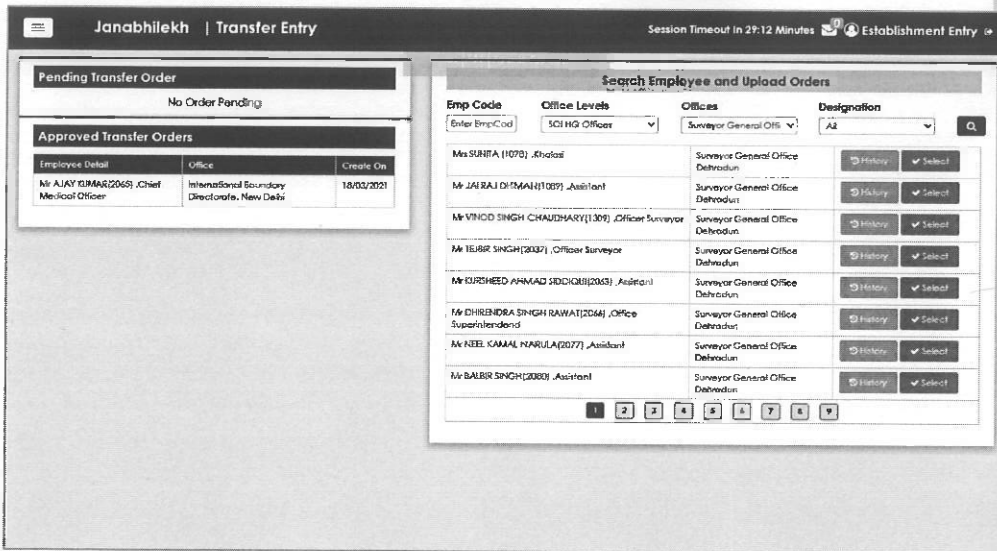 Janabhilekh | Transfer Entry
Session Timeout In 29:12 Minutes 0 Establishment Entry
Pending Transfer Order
No Order Pending
Approved Transfer Orders
Employee Detail Office Create On
Mr AJAY KUMAR(2065) ,Chief
Medical Officer
International Boundary
Directorate, New Delhi
18/03/2021
Search Employee and Upload Orders
Emp Code Office Levels Offices Designation
Enter EmpCod SOI HQ Officer Surveyor General Offi All
Mrs SUNITA (1078) ,Khalasi
Surveyor General Office
Dehradun
History Select
Mr JAI RAJ DHIMAN(1089) ,Assistant
Surveyor General Office
Dehradun
History Select
Mr VINOD SINGH CHAUDHARY(1309) ,Officer Surveyor
Surveyor General Office
Dehradun
History Select
Mr TEJBIR SINGH(2037) ,Officer Surveyor
Surveyor General Office
Dehradun
History Select
Mr KURSHEED AHMAD SIDDIQUI(2063) ,Assistant
Surveyor General Office
Dehradun
History Select
Mr DHIRENDRA SINGH RAWAT(2066) ,Office
Superintendend
Surveyor General Office
Dehradun
History Select
Mr NEEL KAMAL NARULA(2077) ,Assistant
Surveyor General Office
Dehradun
History Select
Mr BALBIR SINGH(2080) ,Assistant
Surveyor General Office
Dehradun
History Select
1 2 3 4 5 6 7 8 9